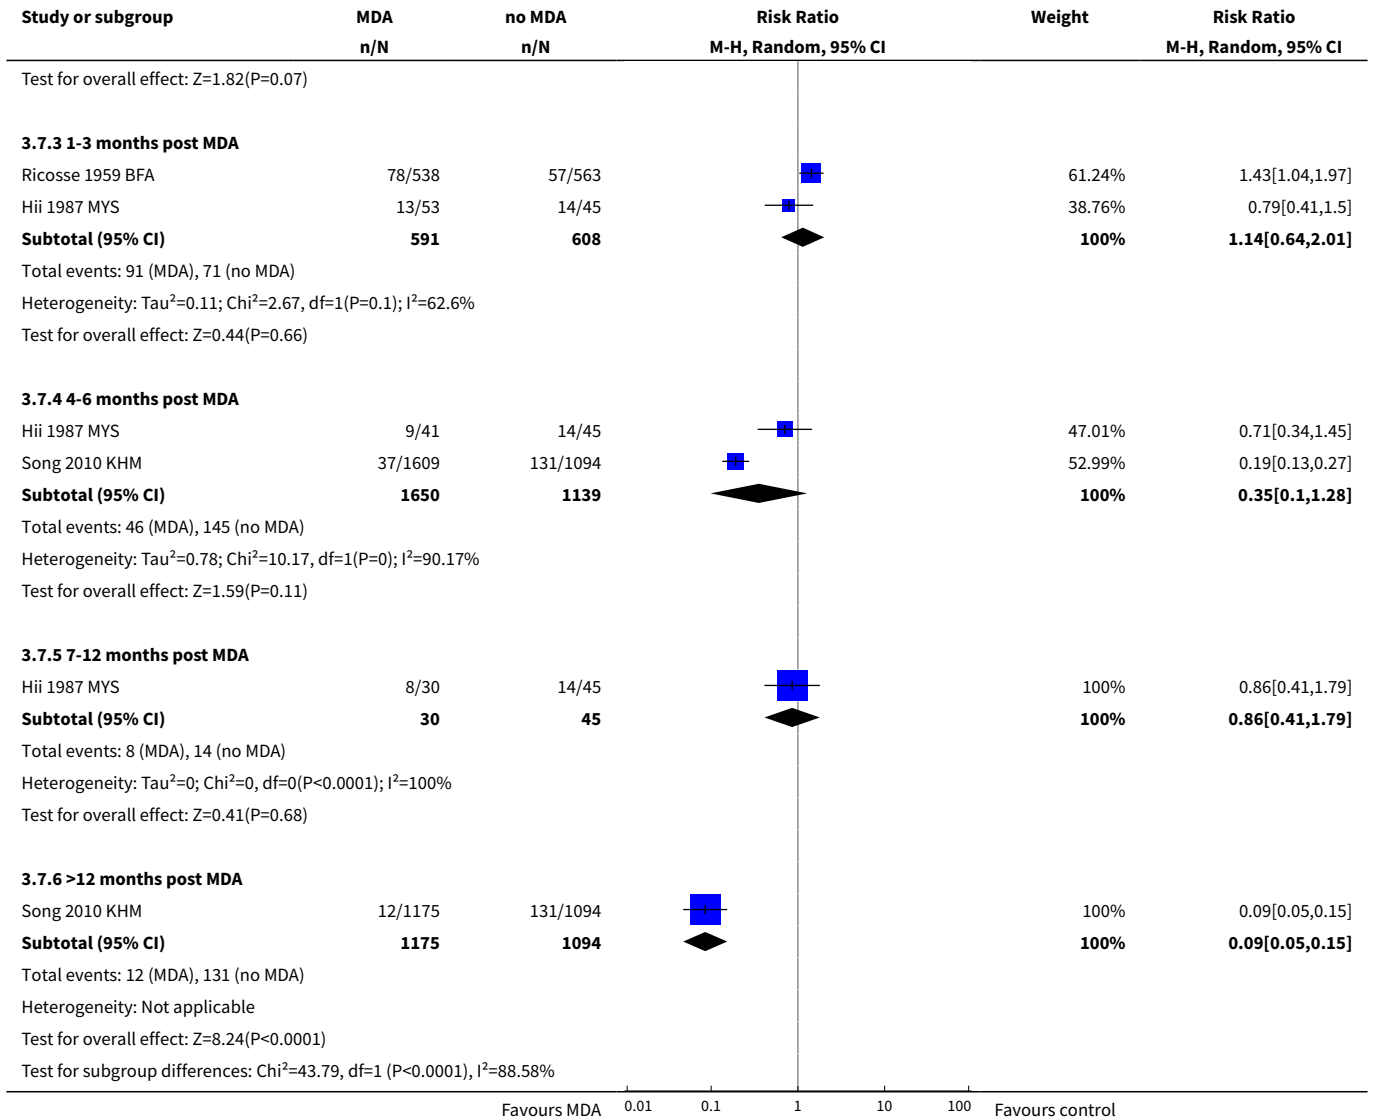 Study or subgroup MDA no MDA Risk Ratio Weight Risk Ratio
n/N n/N M-H, Random, 95% CI M-H, Random, 95% CI
Test for overall effect: Z=1.82(P=0.07)
3.7.3 1-3 months post MDA
Ricosse 1959 BFA 78/538 57/563 61.24% 1.43[1.04,1.97]
Hii 1987 MYS 13/53 14/45 38.76% 0.79[0.41,1.5]
Subtotal (95% CI) 591 608 100% 1.14[0.64,2.01]
Total events: 91 (MDA), 71 (no MDA)
Heterogeneity: Tau²=0.11; Chi²=2.67, df=1(P=0.1); I²=62.6%
Test for overall effect: Z=0.44(P=0.66)
3.7.4 4-6 months post MDA
Hii 1987 MYS 9/41 14/45 47.01% 0.71[0.34,1.45]
Song 2010 KHM 37/1609 131/1094 52.99% 0.19[0.13,0.27]
Subtotal (95% CI) 1650 1139 100% 0.35[0.1,1.28]
Total events: 46 (MDA), 145 (no MDA)
Heterogeneity: Tau²=0.78; Chi²=10.17, df=1(P=0); I²=90.17%
Test for overall effect: Z=1.59(P=0.11)
3.7.5 7-12 months post MDA
Hii 1987 MYS 8/30 14/45 100% 0.86[0.41,1.79]
Subtotal (95% CI) 30 45 100% 0.86[0.41,1.79]
Total events: 8 (MDA), 14 (no MDA)
Heterogeneity: Tau²=0; Chi²=0, df=0(P<0.0001); I²=100%
Test for overall effect: Z=0.41(P=0.68)
3.7.6 >12 months post MDA
Song 2010 KHM 12/1175 131/1094 100% 0.09[0.05,0.15]
Subtotal (95% CI) 1175 1094 100% 0.09[0.05,0.15]
Total events: 12 (MDA), 131 (no MDA)
Heterogeneity: Not applicable
Test for overall effect: Z=8.24(P<0.0001)
Test for subgroup differences: Chi²=43.79, df=1 (P<0.0001), I²=88.58%
Favours MDA 0.01 0.1 1 10 100 Favours control